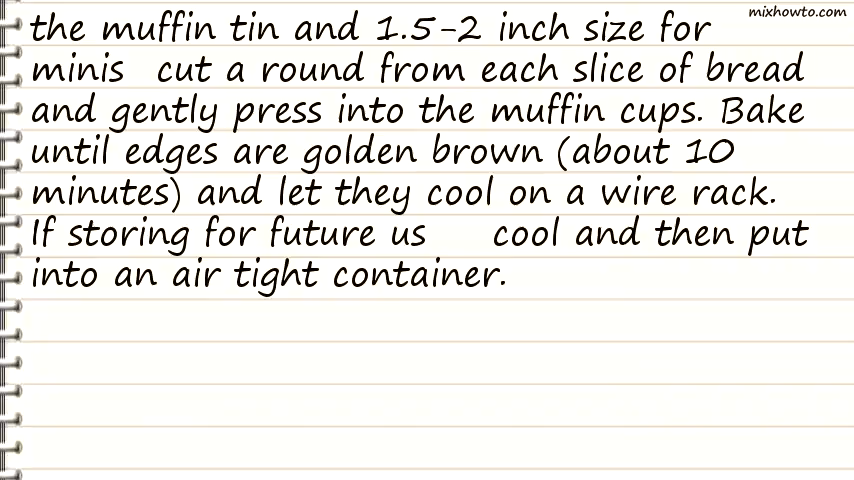 mixhowto.com
the muffin tin and 1.5-2 inch size for
minis cut a round from each slice of bread
and gently press into the muffin cups. Bake
until edges are golden brown (about 10
minutes) and let they cool on a wire rack.
If storing for future us cool and then put
into an air tight container.